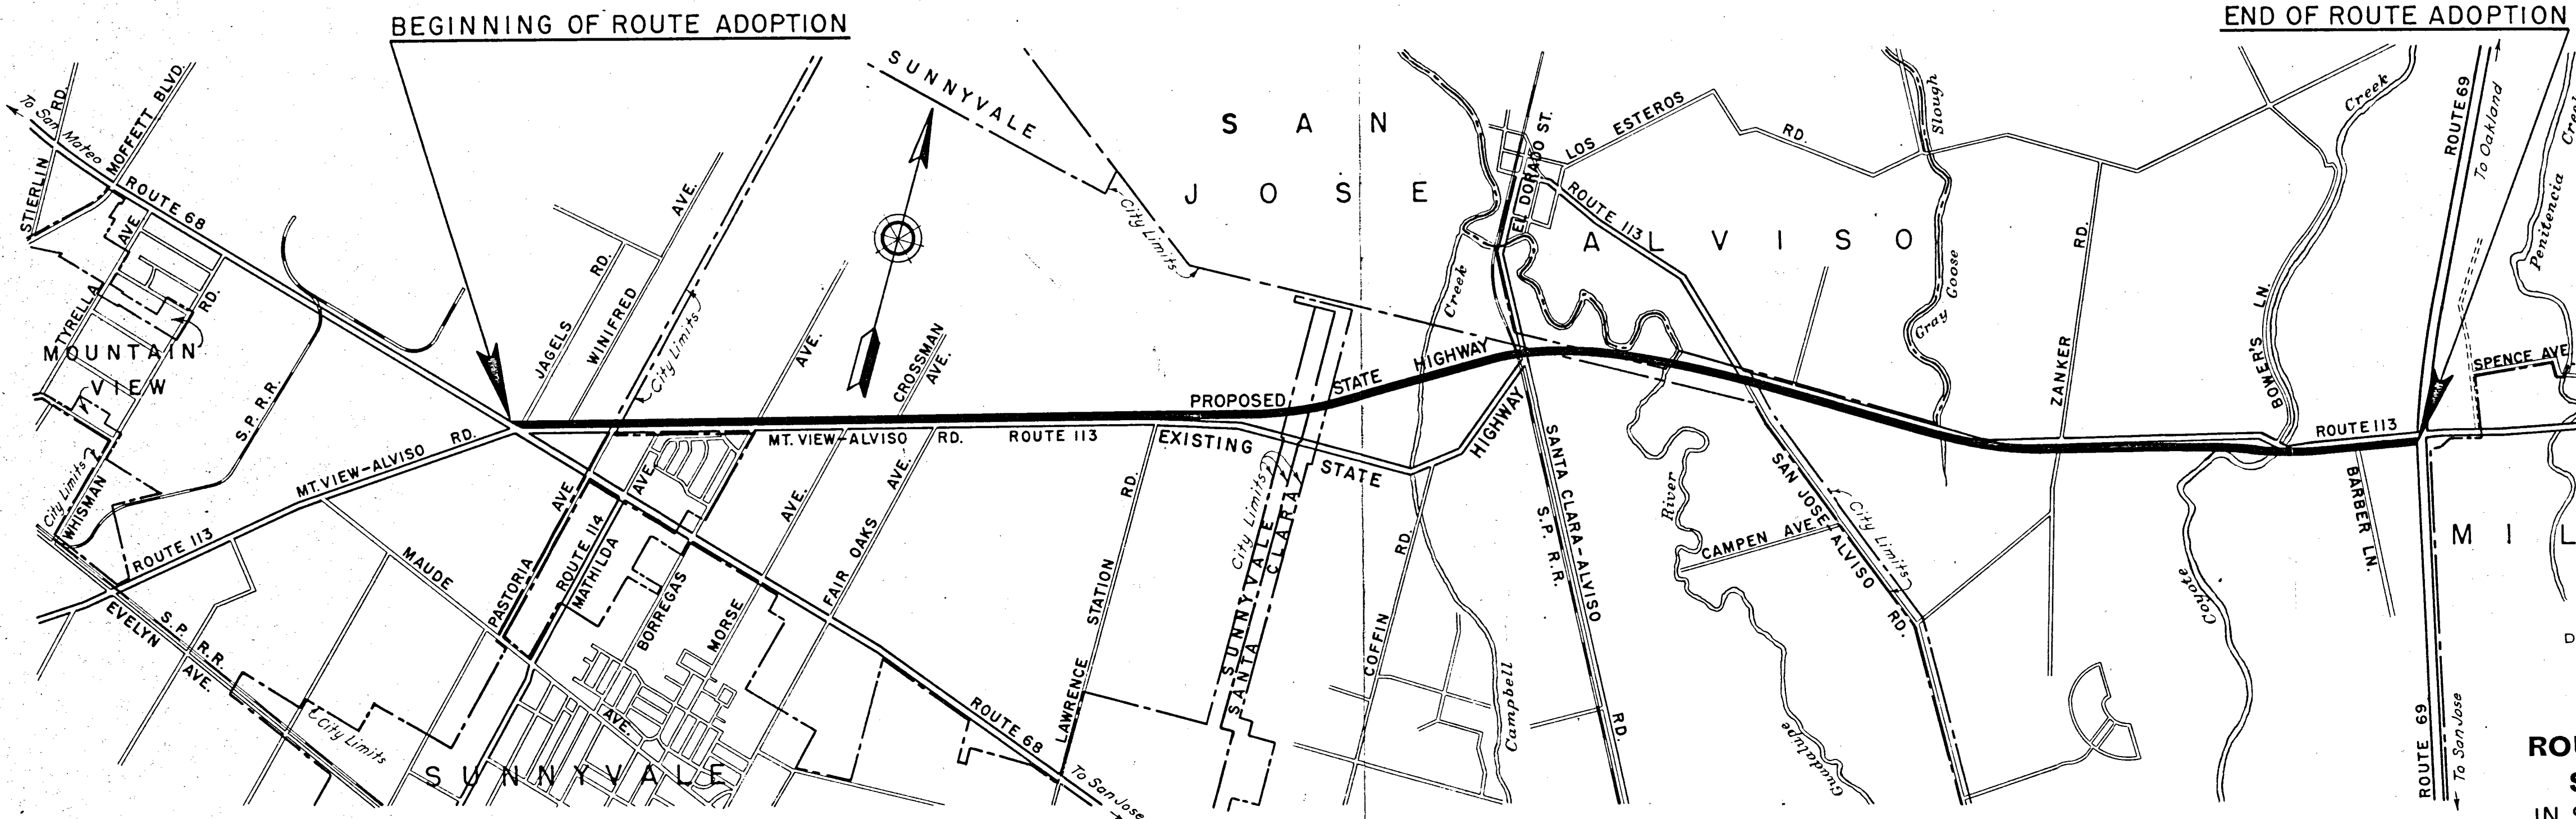 BEGINNING OF ROUTE ADOPTION
END OF ROUTE ADOPTION
To San Mateo
STIERLIN RD.
MOFFETT BLVD.
ROUTE 68
TYRELLA AVE
RD.
MOUNTAIN
VIEW
City Limits
WHISMAN
S.P. R.R.
MT. VIEW-ALVISO RD.
ROUTE 113
EVELYN AVE.
S.P. R.R.
MAUDE AVE.
City Limits
SUNNYVALE
PASTORIA AVE.
ROUTE 114
MATHILDA AVE.
BORREGAS
MORSE AVE.
FAIR OAKS AVE.
JAGELS RD.
WINIFRED AVE.
City Limits
AVE.
CROSSMAN
AVE.
MT. VIEW-ALVISO RD. ROUTE 113
SUNNYVALE
City Limits
SAN
JOSE
PROPOSED STATE HIGHWAY
EXISTING STATE HIGHWAY
LAWRENCE STATION RD.
ROUTE 68
To San Jose
City Limits
SUNNYVALE
SANTA CLARA
COFFIN RD.
Creek
Campbell
SANTA CLARA-ALVISO RD.
S.P. R.R.
EL DORADO ST.
LOS ESTEROS RD.
ROUTE 113
ALVISO
Slough
Gray Goose
River
Guadalupe
CAMPEN AVE.
SAN JOSE-ALVISO RD.
City Limits
ZANKER RD.
BOWER'S LN.
Creek
Coyote
ROUTE 113
BARBER LN.
ROUTE 69
To Oakland
Penitencia Creek
SPENCE AVE
MIL
ROUTE 69
To San Jose
D
ROU
S
IN S